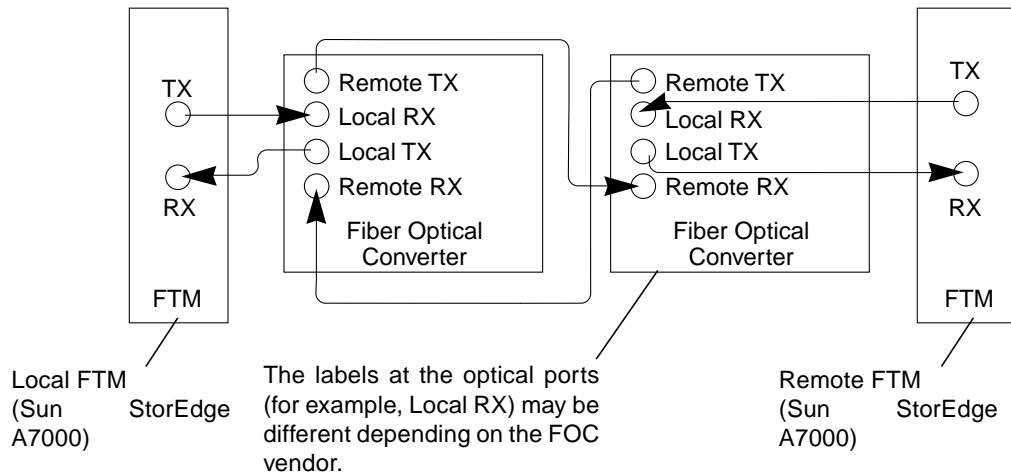 TX
RX
FTM
Remote TX
Local RX
Local TX
Remote RX
Fiber Optical
Converter
Remote TX
Local RX
Local TX
Remote RX
Fiber Optical
Converter
TX
RX
FTM
Local FTM
(Sun StorEdge
A7000)
The labels at the optical ports
(for example, Local RX) may be
different depending on the FOC
vendor.
Remote FTM
(Sun StorEdge
A7000)